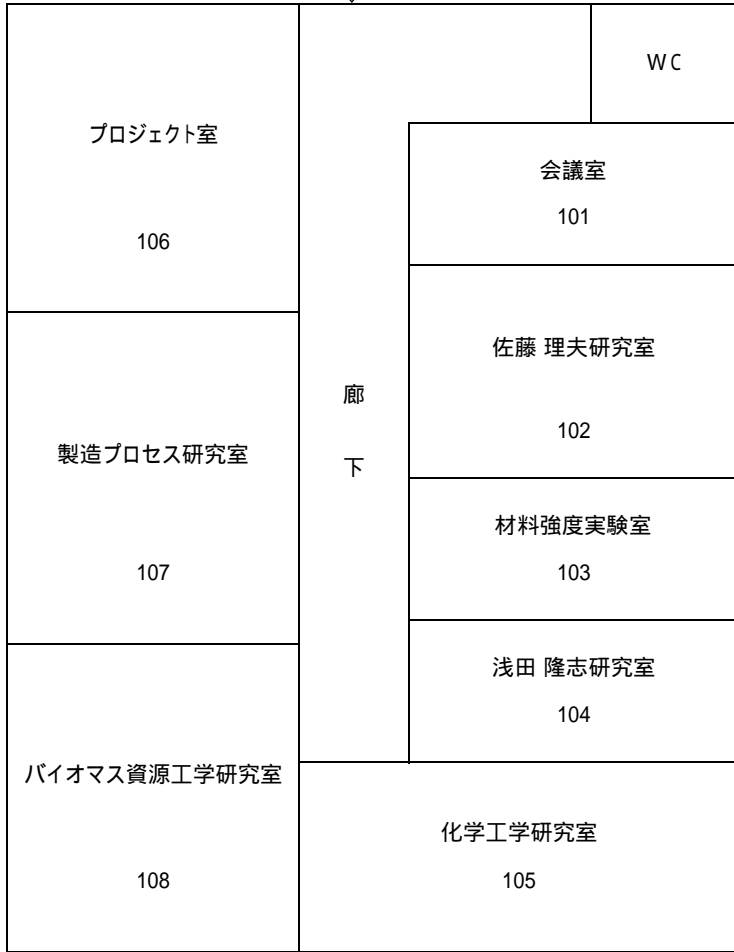 WC
プロジェクト室
106
会議室
101
佐藤 理夫研究室
102
廊
下
製造プロセス研究室
107
材料強度実験室
103
浅田 隆志研究室
104
バイオマス資源工学研究室
108
化学工学研究室
105